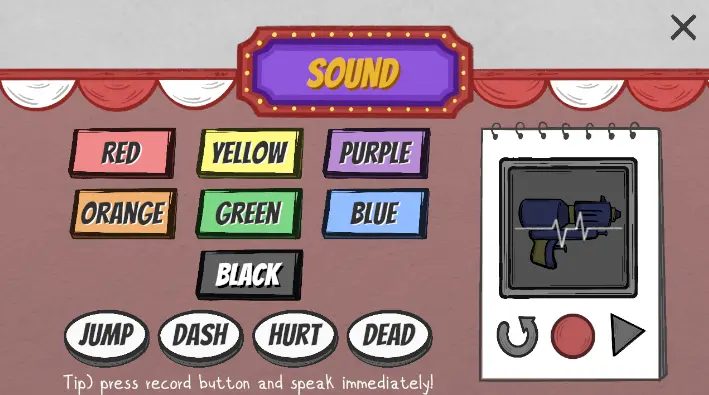 SOUND
RED YELLOW PURPLE
ORANGE GREEN BLUE
BLACK
JUMP DASH HURT DEAD
Tip) press record button and speak immediately!